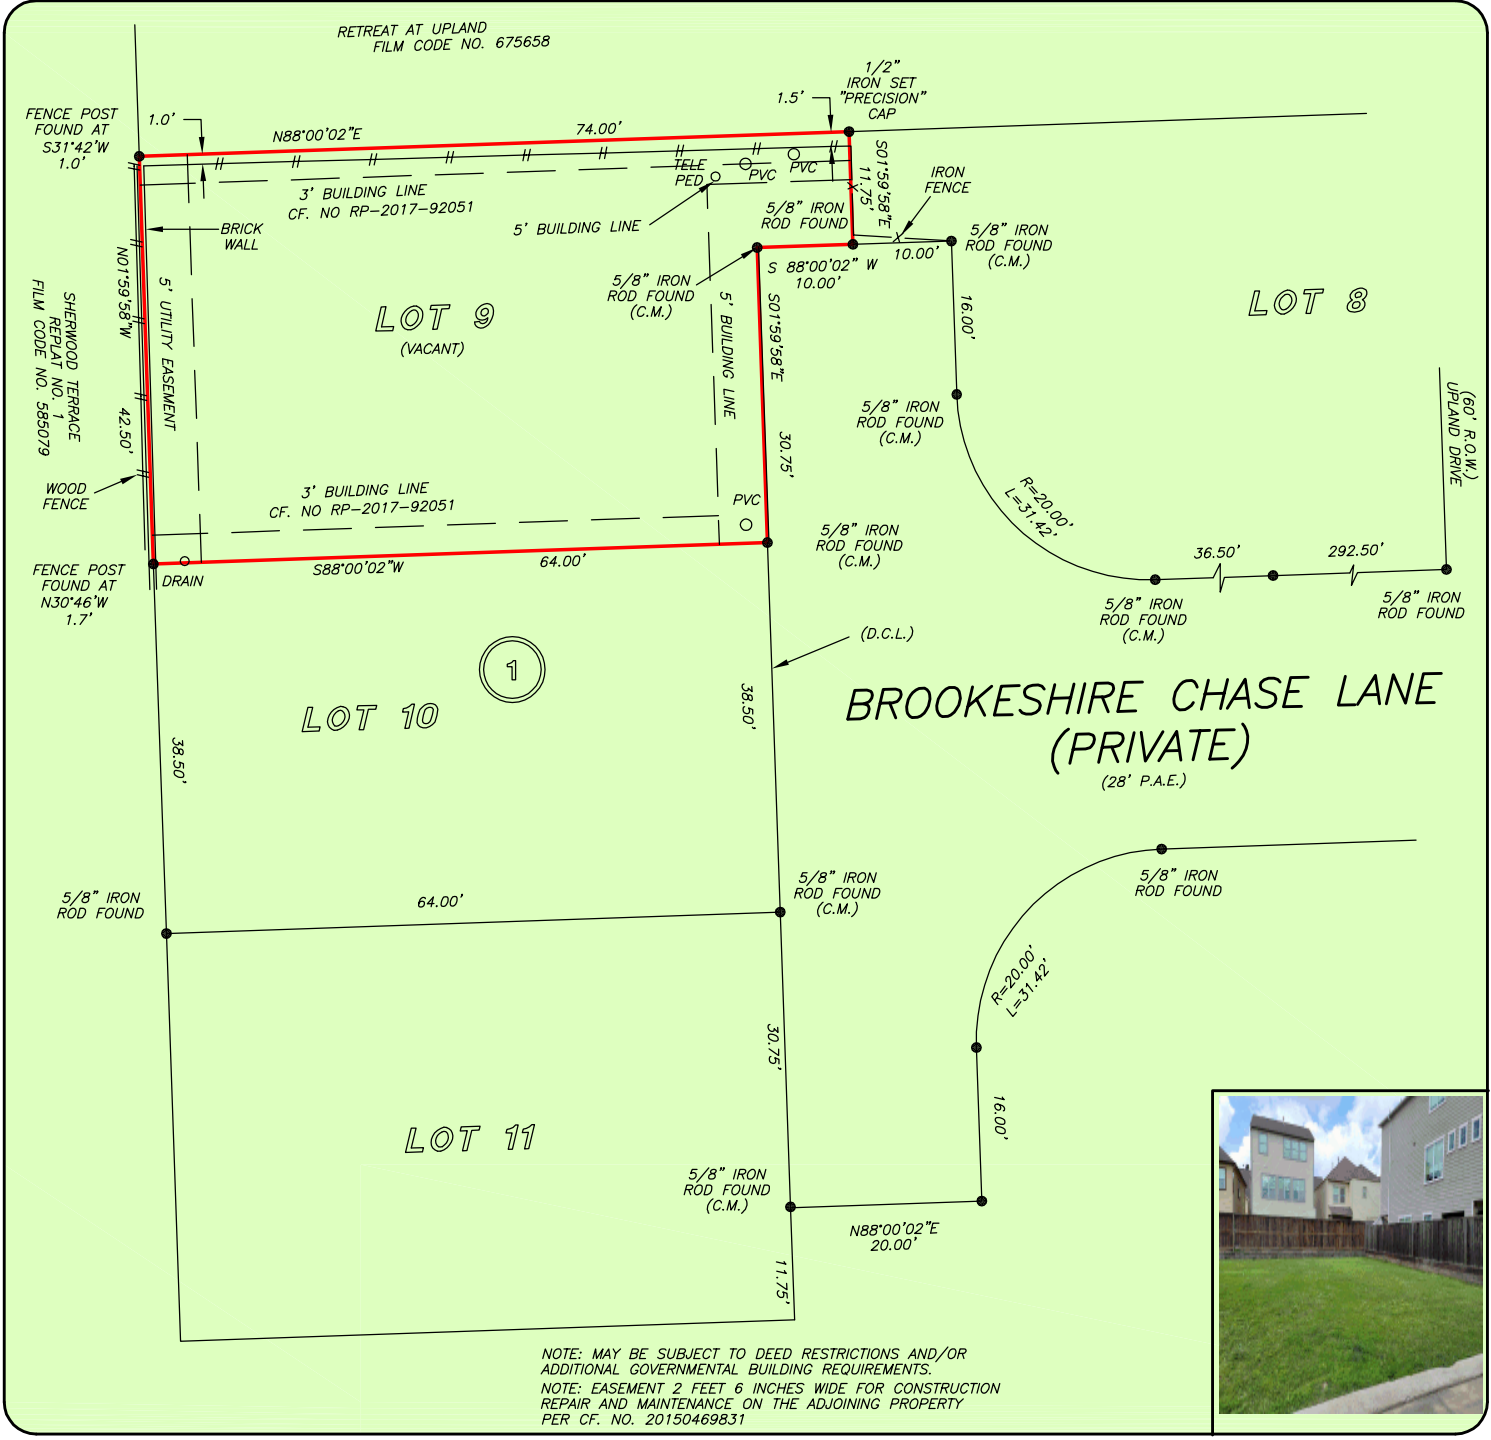 RETREAT AT UPLAND
FILM CODE NO. 675658
1/2"
IRON SET
"PRECISION"
CAP
1.5'
FENCE POST
FOUND AT
S31°42'W
1.0'
1.0'
N88°00'02"E
74.00'
TELE
PED
PVC
PVC
S01°59'58"E
11.75'
IRON
FENCE
3' BUILDING LINE
CF. NO RP-2017-92051
5' BUILDING LINE
5/8" IRON
ROD FOUND
5/8" IRON
ROD FOUND
(C.M.)
10.00'
BRICK
WALL
S 88°00'02" W
10.00'
5/8" IRON
ROD FOUND
(C.M.)
N01°59'58"W
42.50'
5' UTILITY EASEMENT
SHERWOOD TERRACE
REPLAT NO. 1
FILM CODE NO. 585079
LOT 9
(VACANT)
5' BUILDING LINE
S01°59'58"E
30.75'
16.00'
LOT 8
5/8" IRON
ROD FOUND
(C.M.)
(60' R.O.W.)
UPLAND DRIVE
WOOD
FENCE
3' BUILDING LINE
CF. NO RP-2017-92051
PVC
R=20.00'
L=31.42'
5/8" IRON
ROD FOUND
(C.M.)
36.50'
292.50'
FENCE POST
FOUND AT
N30°46'W
1.7'
DRAIN
S88°00'02"W
64.00'
5/8" IRON
ROD FOUND
(C.M.)
5/8" IRON
ROD FOUND
(D.C.L.)
1
LOT 10
38.50'
38.50'
BROOKESHIRE CHASE LANE
(PRIVATE)
(28' P.A.E.)
5/8" IRON
ROD FOUND
64.00'
5/8" IRON
ROD FOUND
(C.M.)
5/8" IRON
ROD FOUND
R=20.00'
L=31.42'
30.75'
16.00'
LOT 11
5/8" IRON
ROD FOUND
(C.M.)
N88°00'02"E
20.00'
11.75'
NOTE: MAY BE SUBJECT TO DEED RESTRICTIONS AND/OR
ADDITIONAL GOVERNMENTAL BUILDING REQUIREMENTS.
NOTE: EASEMENT 2 FEET 6 INCHES WIDE FOR CONSTRUCTION
REPAIR AND MAINTENANCE ON THE ADJOINING PROPERTY
PER CF. NO. 20150469831